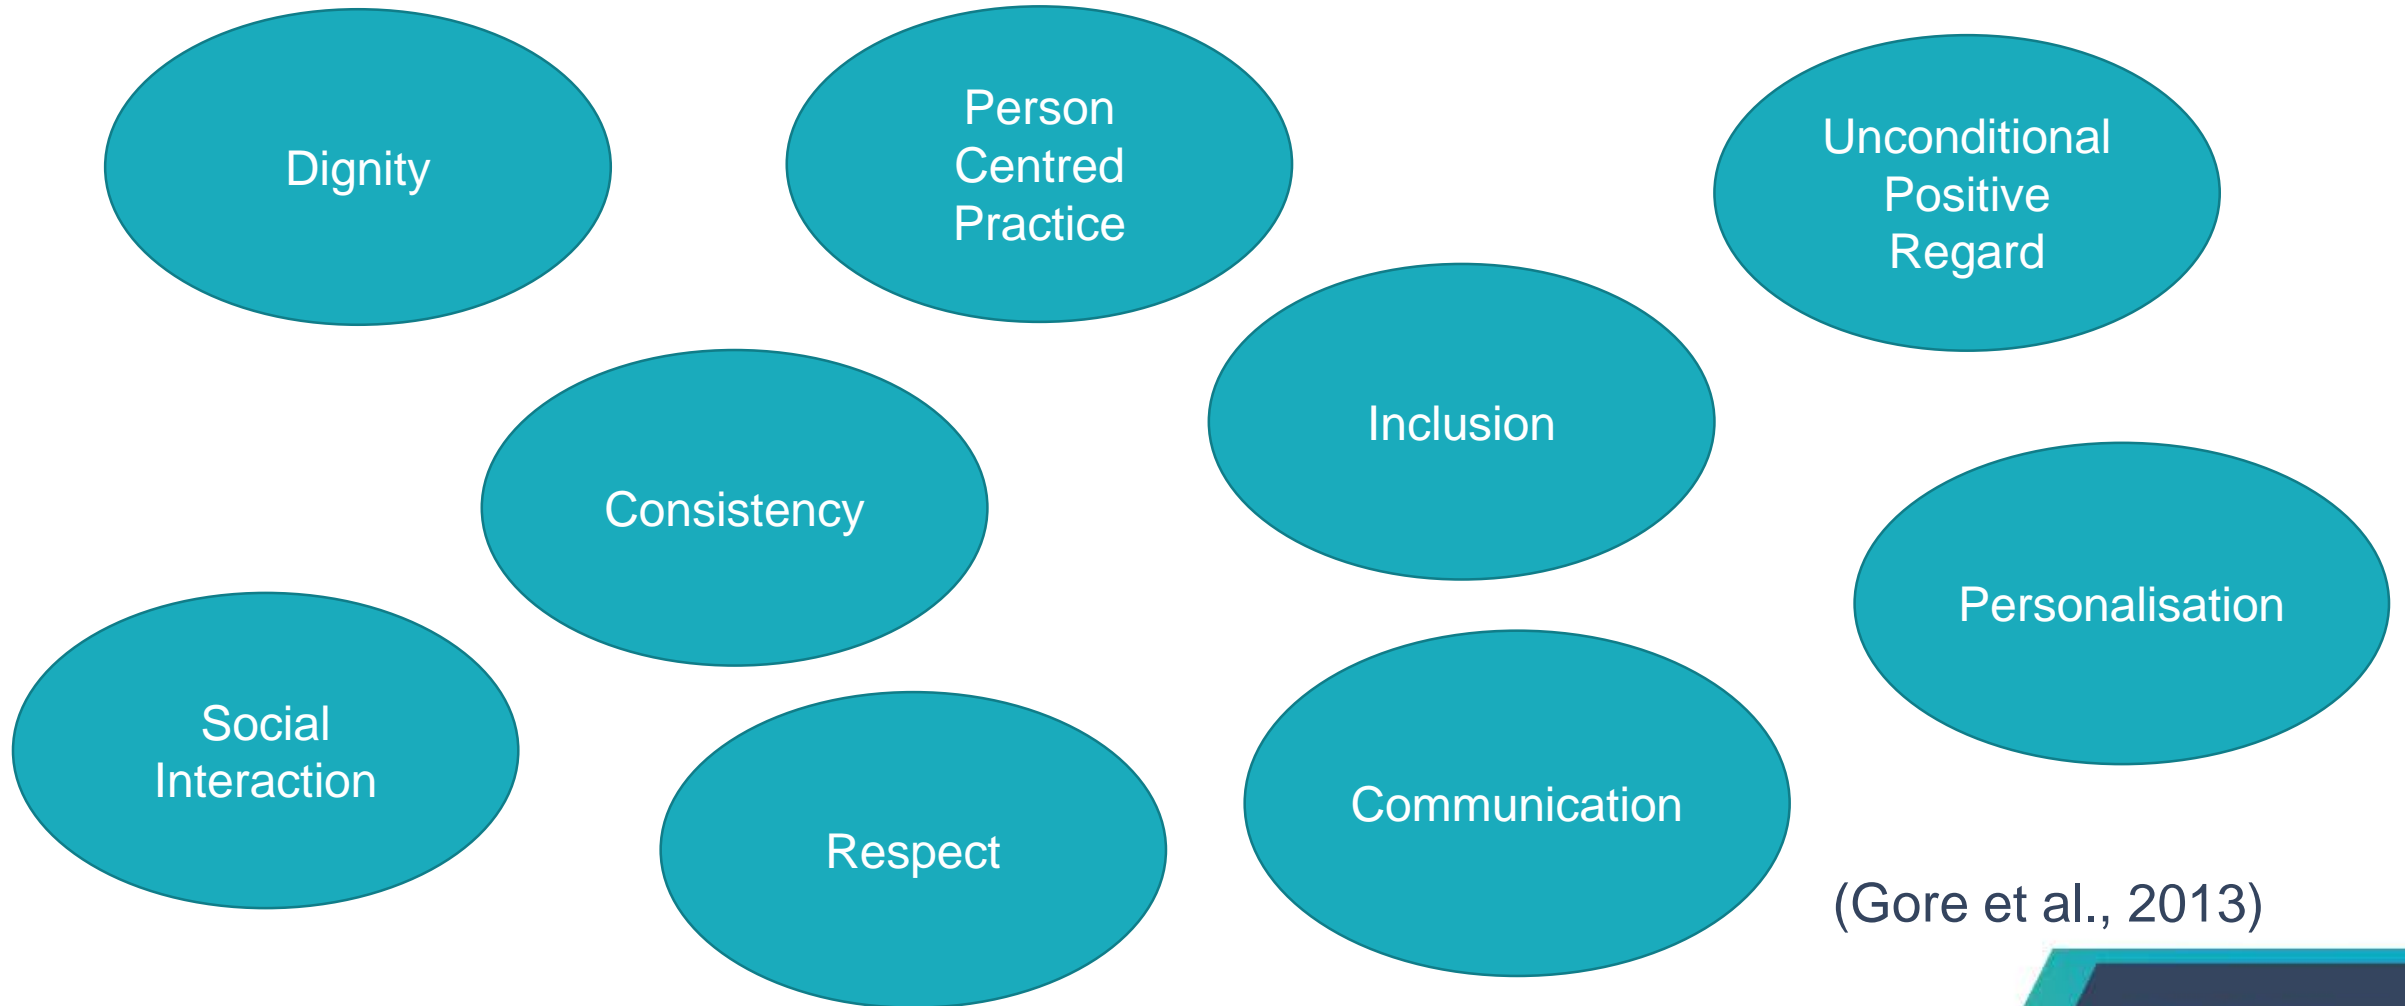 Dignity
Person
Centred
Practice
Unconditional
Positive
Regard
Inclusion
Consistency
Personalisation
Social
Interaction
Communication
Respect
(Gore et al., 2013)